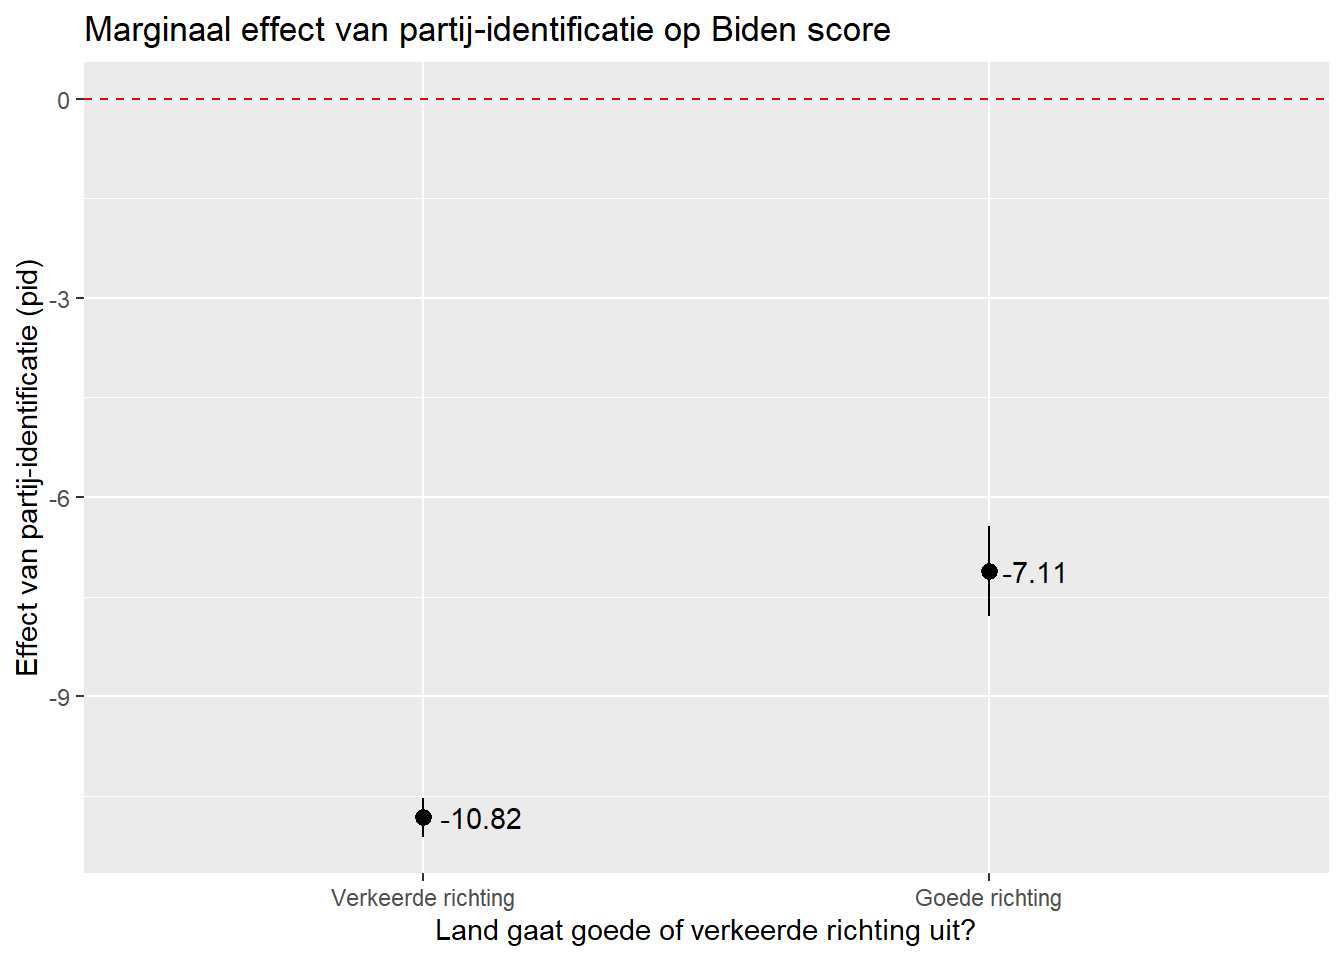 Marginaal effect van partij-identificatie op Biden score
Effect van partij-identificatie (pid)
0
-3
-6
-9
-7.11
-10.82
Verkeerde richting
Goede richting
Land gaat goede of verkeerde richting uit?